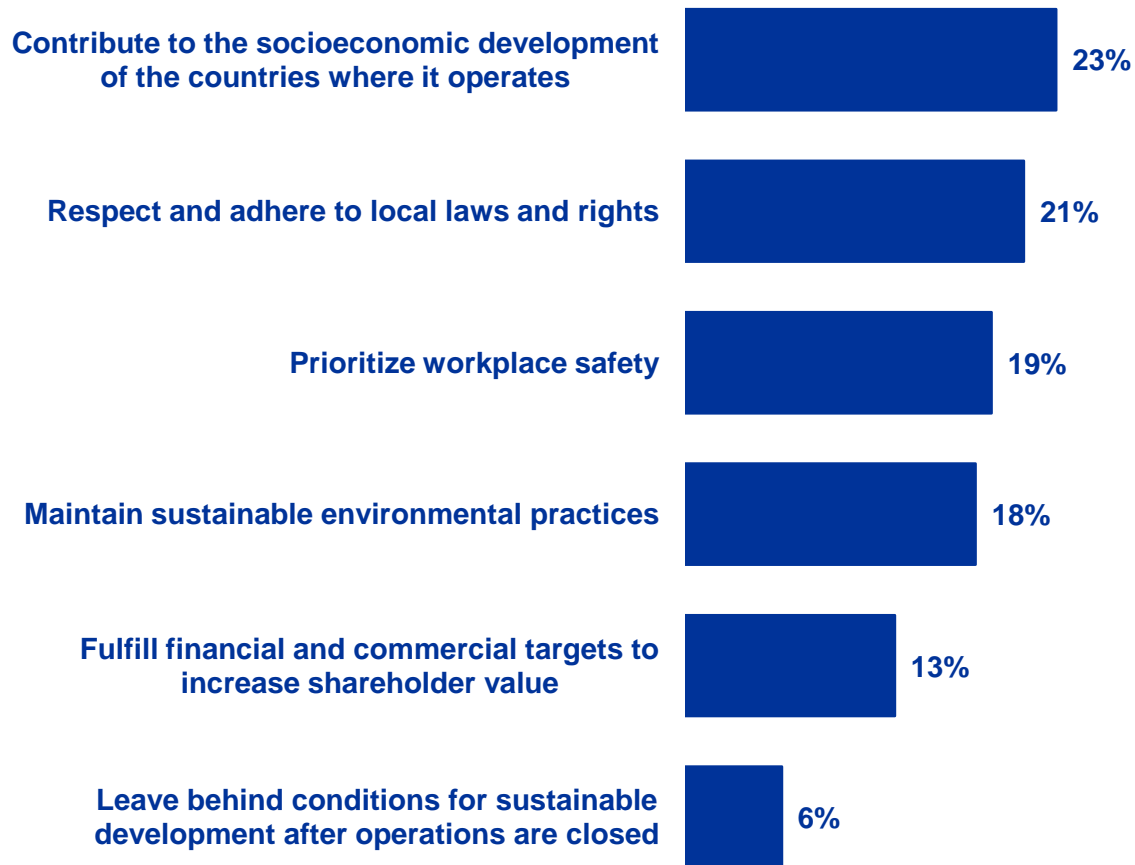 Contribute to the socioeconomic development
of the countries where it operates
23%
Respect and adhere to local laws and rights
21%
Prioritize workplace safety
19%
Maintain sustainable environmental practices
18%
Fulfill financial and commercial targets to
increase shareholder value
13%
Leave behind conditions for sustainable
development after operations are closed
6%